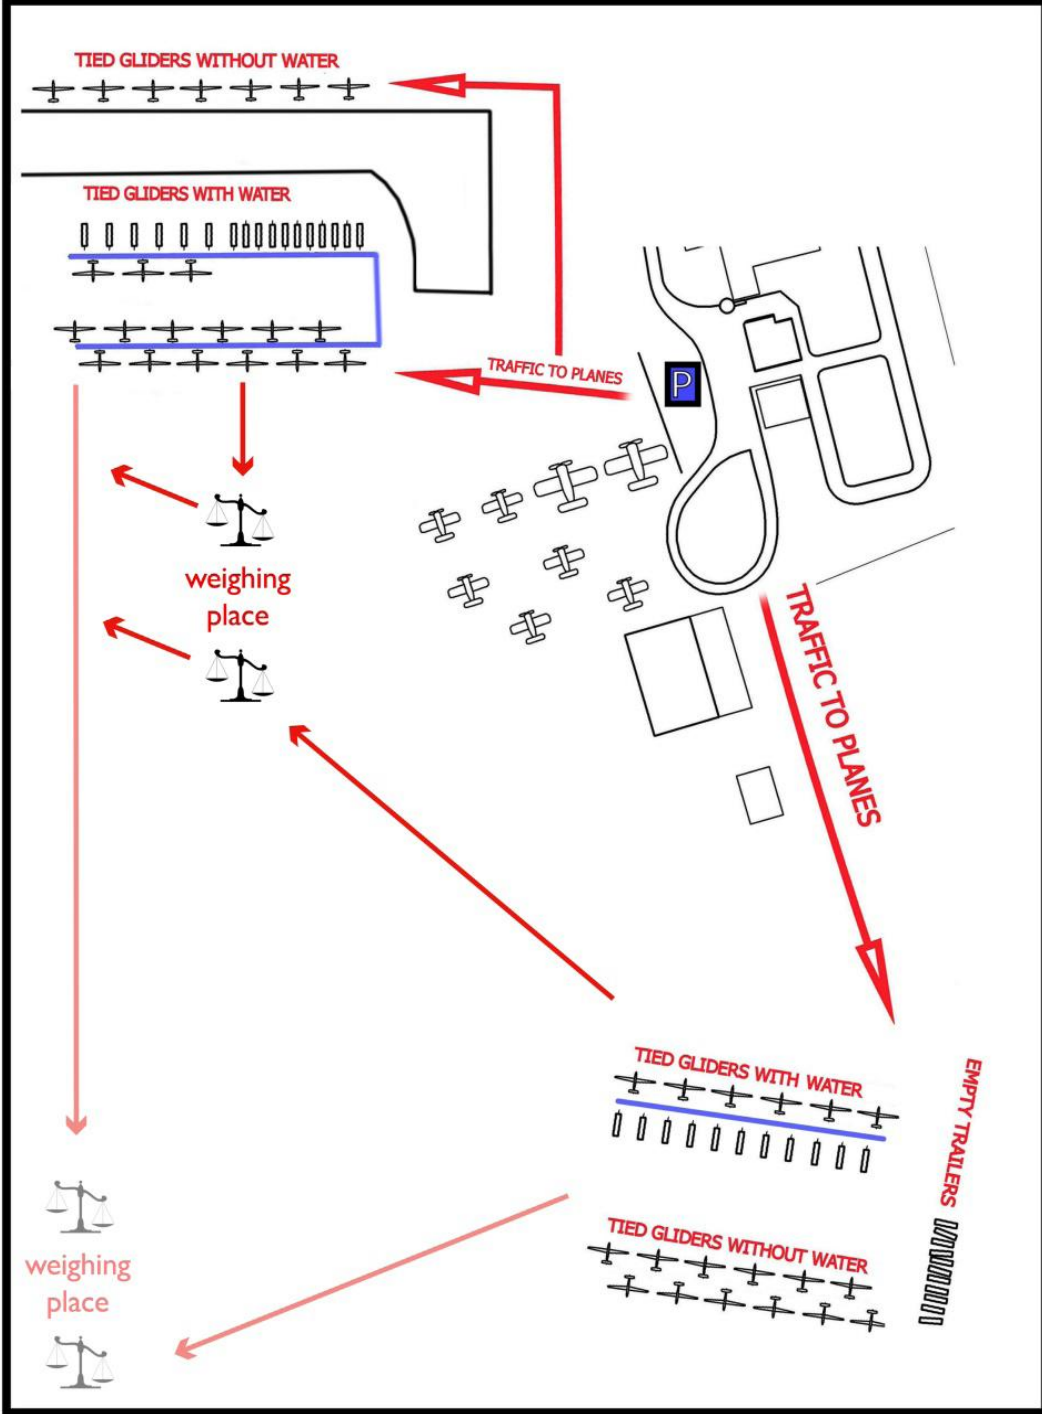 TIED GLIDERS WITHOUT WATER
TIED GLIDERS WITH WATER
TRAFFIC TO PLANES
P
weighing
place
TRAFFIC TO PLANES
TIED GLIDERS WITH WATER
EMPTY TRAILERS
TIED GLIDERS WITHOUT WATER
weighing
place